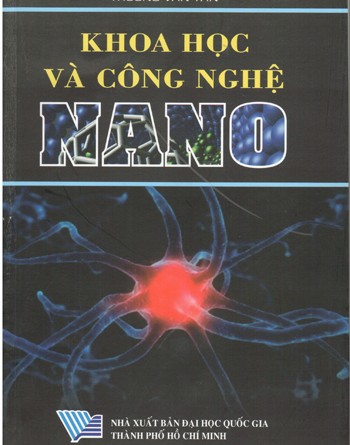 KHOA HỌC
VÀ CÔNG NGHỆ
NANO
NHÀ XUẤT BẢN ĐẠI HỌC QUỐC GIA
THÀNH PHỐ HỒ CHÍ MINH